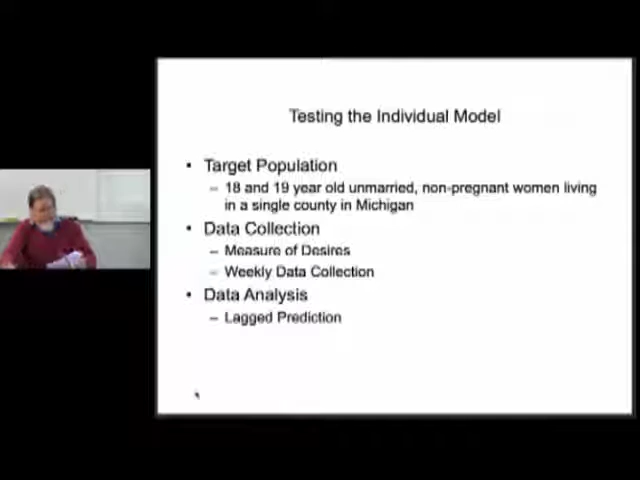 Testing the Individual Model
• Target Population
– 18 and 19 year old unmarried, non-pregnant women living
in a single county in Michigan
• Data Collection
– Measure of Desires
– Weekly Data Collection
• Data Analysis
– Lagged Prediction